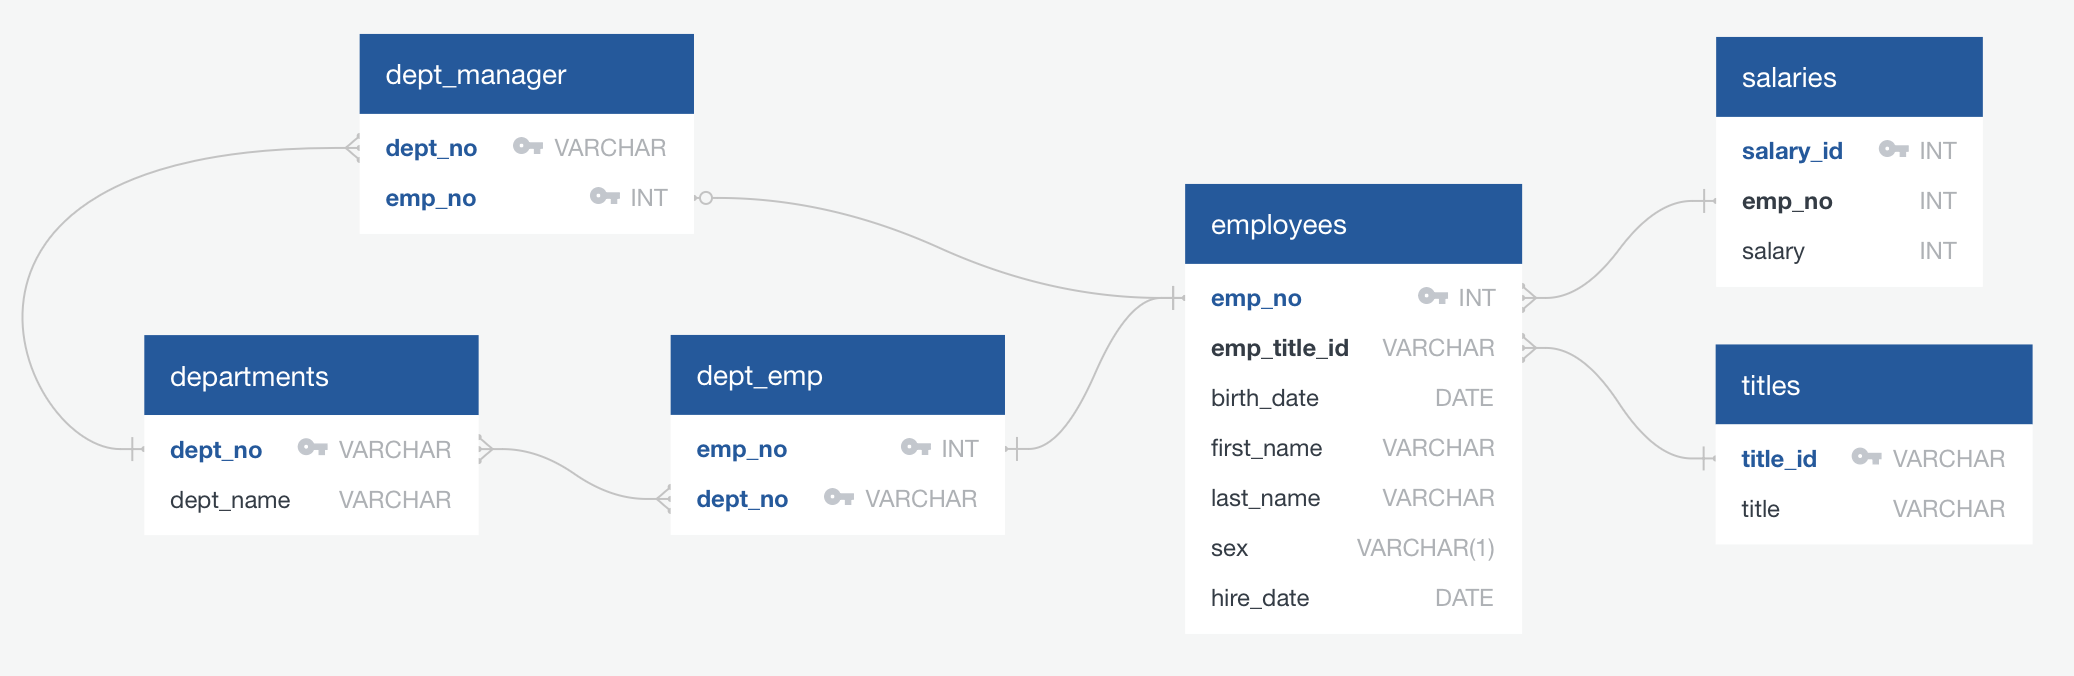 dept_manager
dept_no VARCHAR
emp_no INT
salaries
salary_id INT
emp_no INT
salary INT
employees
emp_no INT
emp_title_id VARCHAR
birth_date DATE
first_name VARCHAR
last_name VARCHAR
sex VARCHAR(1)
hire_date DATE
departments
dept_no VARCHAR
dept_name VARCHAR
dept_emp
emp_no INT
dept_no VARCHAR
titles
title_id VARCHAR
title VARCHAR